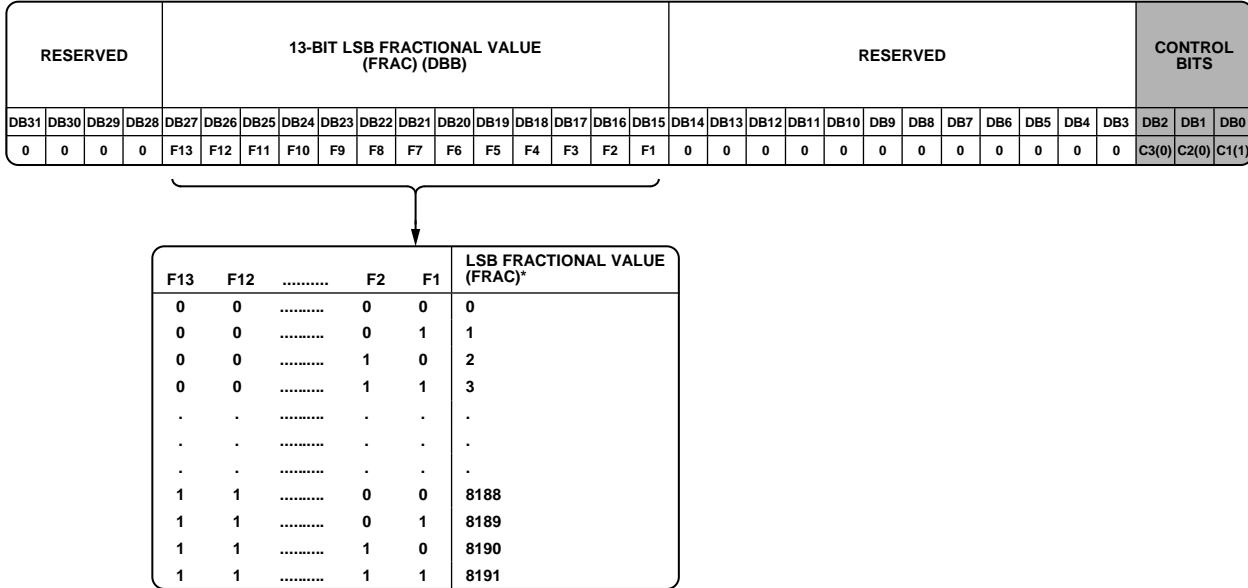 RESERVED
13-BIT LSB FRACTIONAL VALUE
(FRAC) (DBB)
RESERVED
CONTROL
BITS
DB31 DB30 DB29 DB28 DB27 DB26 DB25 DB24 DB23 DB22 DB21 DB20 DB19 DB18 DB17 DB16 DB15 DB14 DB13 DB12 DB11 DB10 DB9 DB8 DB7 DB6 DB5 DB4 DB3 DB2 DB1 DB0
0 0 0 0 F13 F12 F11 F10 F9 F8 F7 F6 F5 F4 F3 F2 F1 0 0 0 0 0 0 0 0 0 0 0 0 C3(0) C2(0) C1(1)
F13 F12 .......... F2 F1 LSB FRACTIONAL VALUE
(FRAC)*
0 0 .......... 0 0 0
0 0 .......... 0 1 1
0 0 .......... 1 0 2
0 0 .......... 1 1 3
. . .......... . . .
. . .......... . . .
. . .......... . . .
1 1 .......... 0 0 8188
1 1 .......... 0 1 8189
1 1 .......... 1 0 8190
1 1 .......... 1 1 8191